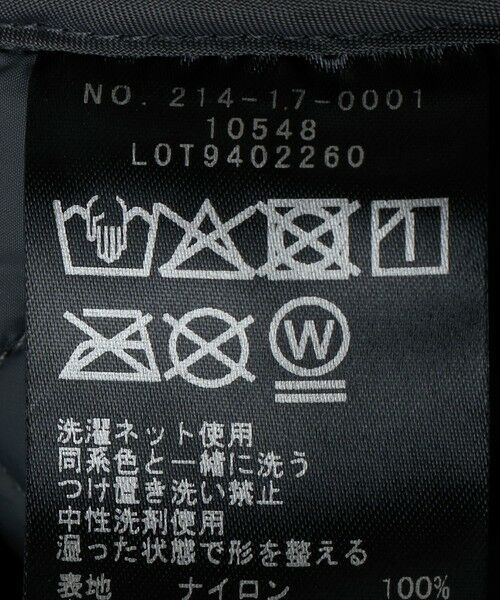 NO. 214-17-0001
10548
LOT9402260
W
洗濯ネット使用
同系色と一緒に洗う
つけ置き洗い禁止
中性洗剤使用
湿った状態で形を整える
表地 ナイロン 100%